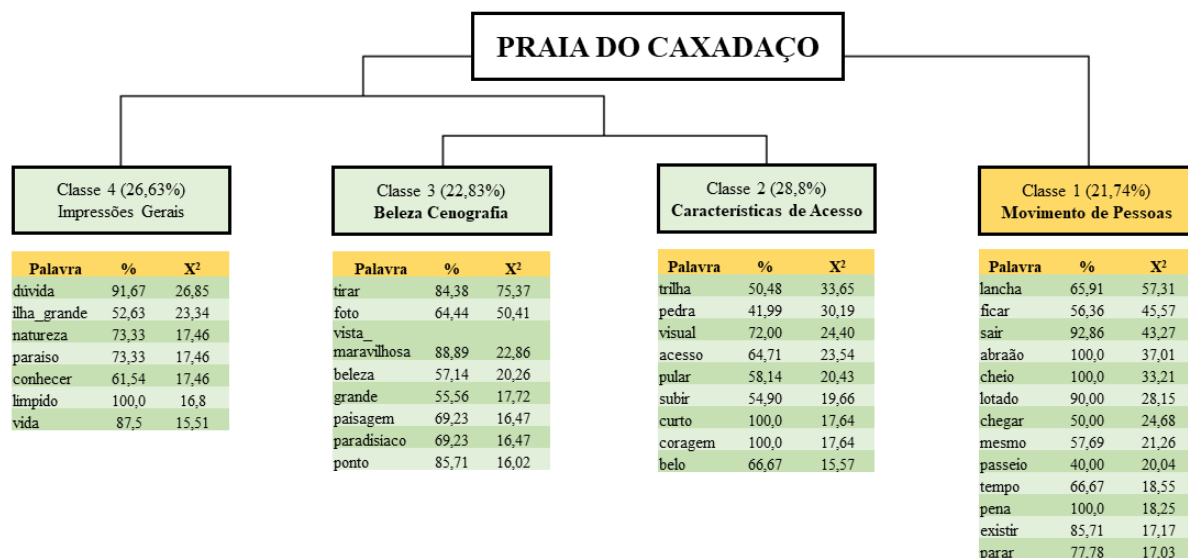 PRAIA DO CAXADAÇO
Classe 4 (26,63%)
Impressões Gerais
Palavra % X²
dúvida 91,67 26,85
ilha_grande 52,63 23,34
natureza 73,33 17,46
paraiso 73,33 17,46
conhecer 61,54 17,46
limpido 100,0 16,8
vida 87,5 15,51
Classe 3 (22,83%)
Beleza Cenografia
Palavra % X²
tirar 84,38 75,37
foto 64,44 50,41
vista_
maravilhosa 88,89 22,86
beleza 57,14 20,26
grande 55,56 17,72
paisagem 69,23 16,47
paradisiaco 69,23 16,47
ponto 85,71 16,02
Classe 2 (28,8%)
Características de Acesso
Palavra % X²
trilha 50,48 33,65
pedra 41,99 30,19
visual 72,00 24,40
acesso 64,71 23,54
pular 58,14 20,43
subir 54,90 19,66
curto 100,0 17,64
coragem 100,0 17,64
belo 66,67 15,57
Classe 1 (21,74%)
Movimento de Pessoas
Palavra % X²
lancha 65,91 57,31
ficar 56,36 45,57
sair 92,86 43,27
abraão 100,0 37,01
cheio 100,0 33,21
lotado 90,00 28,15
chegar 50,00 24,68
mesmo 57,69 21,26
passeio 40,00 20,04
tempo 66,67 18,55
pena 100,0 18,25
existir 85,71 17,17
parar 77,78 17,03